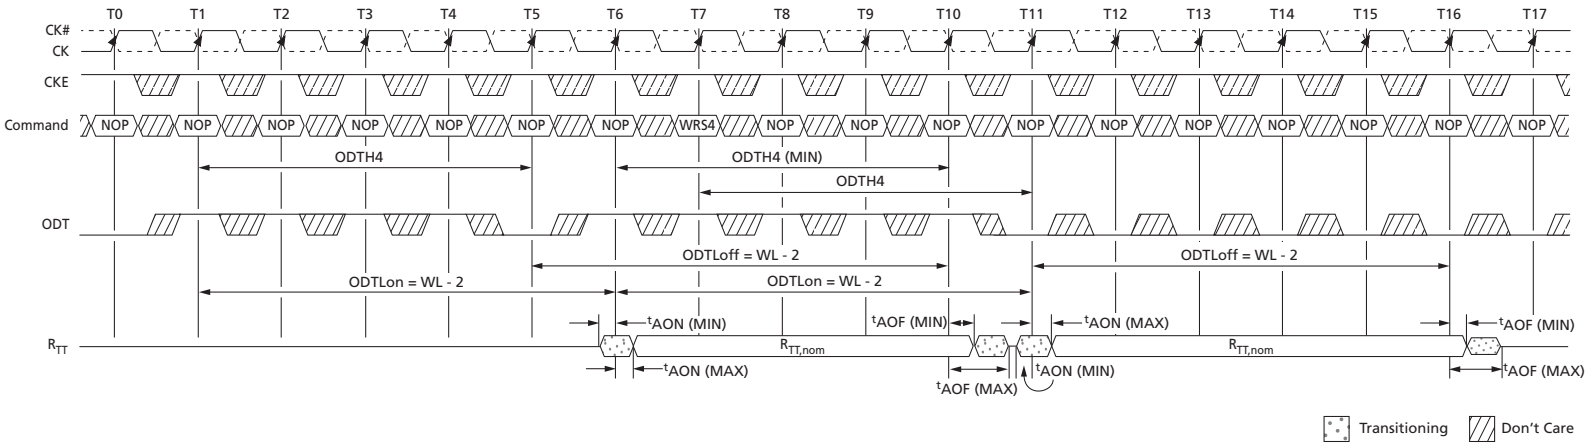 T0 T1 T2 T3 T4 T5 T6 T7 T8 T9 T10 T11 T12 T13 T14 T15 T16 T17
CK#
CK
CKE
Command NOP NOP NOP NOP NOP NOP NOP WRS4 NOP NOP NOP NOP NOP NOP NOP NOP NOP NOP
ODTH4 ODTH4 (MIN)
ODTH4
ODT
ODTLoff = WL - 2 ODTLoff = WL - 2
ODTLon = WL - 2 ODTLon = WL - 2
tAON (MIN) tAOF (MIN) tAON (MAX) tAOF (MIN)
RTT RTT,nom RTT,nom
tAON (MAX) tAON (MIN) tAOF (MAX)
tAOF (MAX)
Transitioning Don't Care